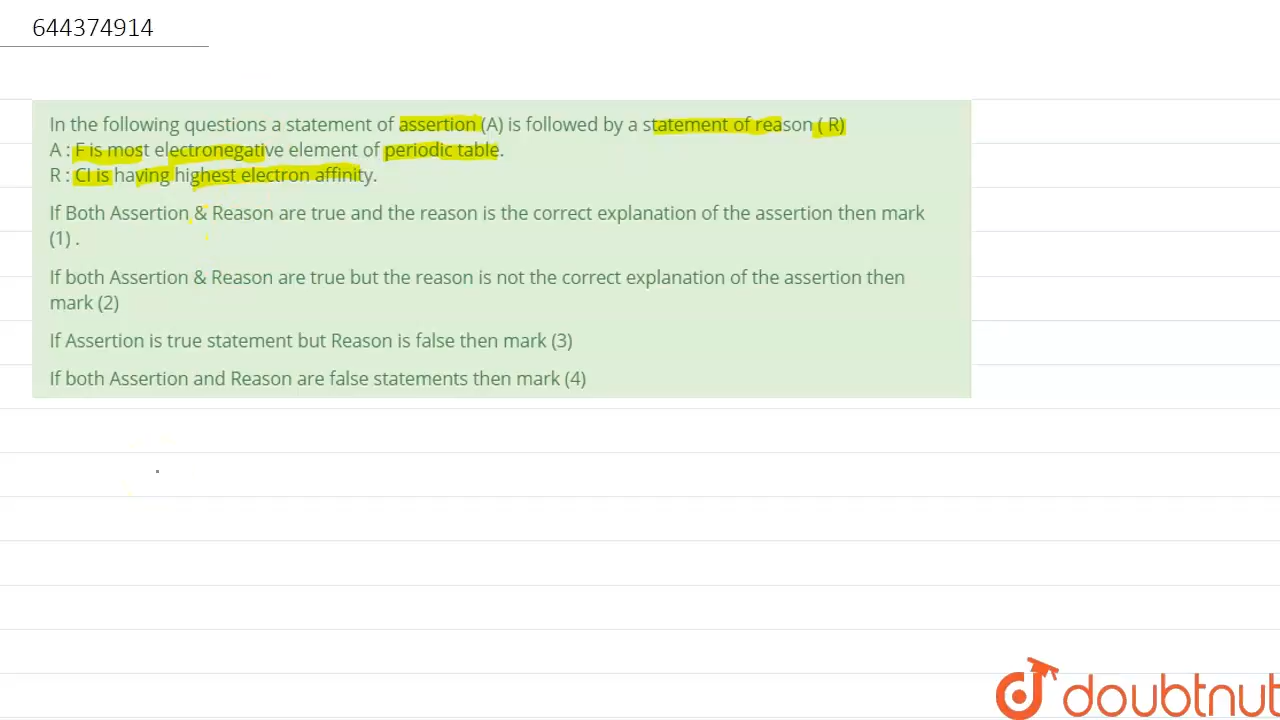 644374914
In the following questions a statement of assertion (A) is followed by a statement of reason ( R)
A : F is most electronegative element of periodic table.
R : CI is having highest electron affinity.
If Both Assertion & Reason are true and the reason is the correct explanation of the assertion then mark
(1) .
If both Assertion & Reason are true but the reason is not the correct explanation of the assertion then
mark (2)
If Assertion is true statement but Reason is false then mark (3)
If both Assertion and Reason are false statements then mark (4)
doubtnut